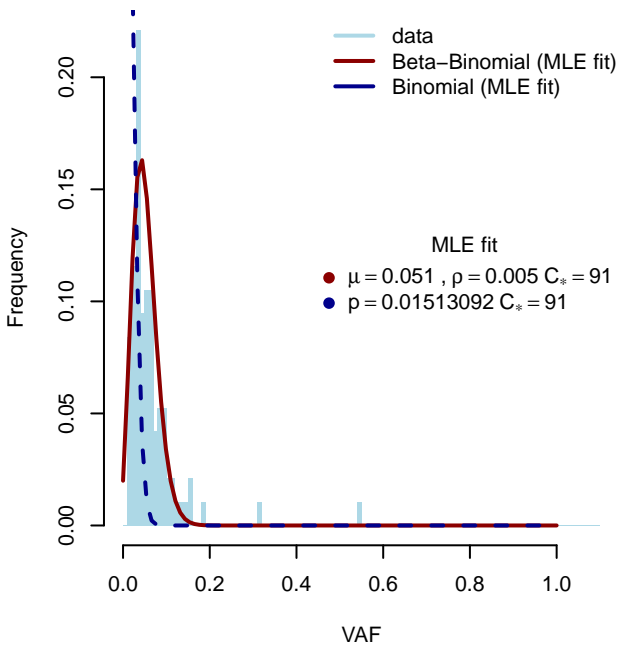 data
Beta−Binomial (MLE fit)
Binomial (MLE fit)
MLE fit
μ = 0.051 , ρ = 0.005 C* = 91
p = 0.01513092 C* = 91
Frequency
0.20
0.15
0.10
0.05
0.00
0.0 0.2 0.4 0.6 0.8 1.0
VAF